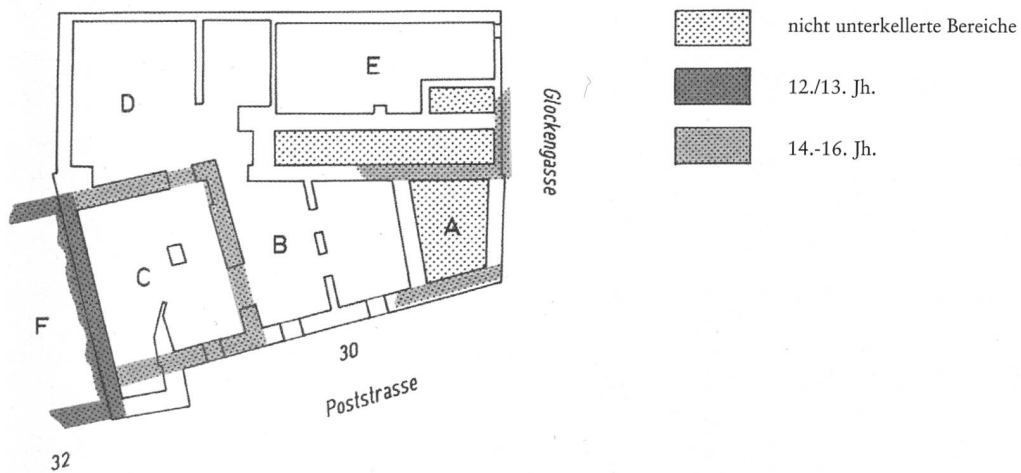 nicht unterkellerte Bereiche
12./13. Jh.
14.-16. Jh.
E
D
Glockengasse
A
B
C
F
30
Poststrasse
32